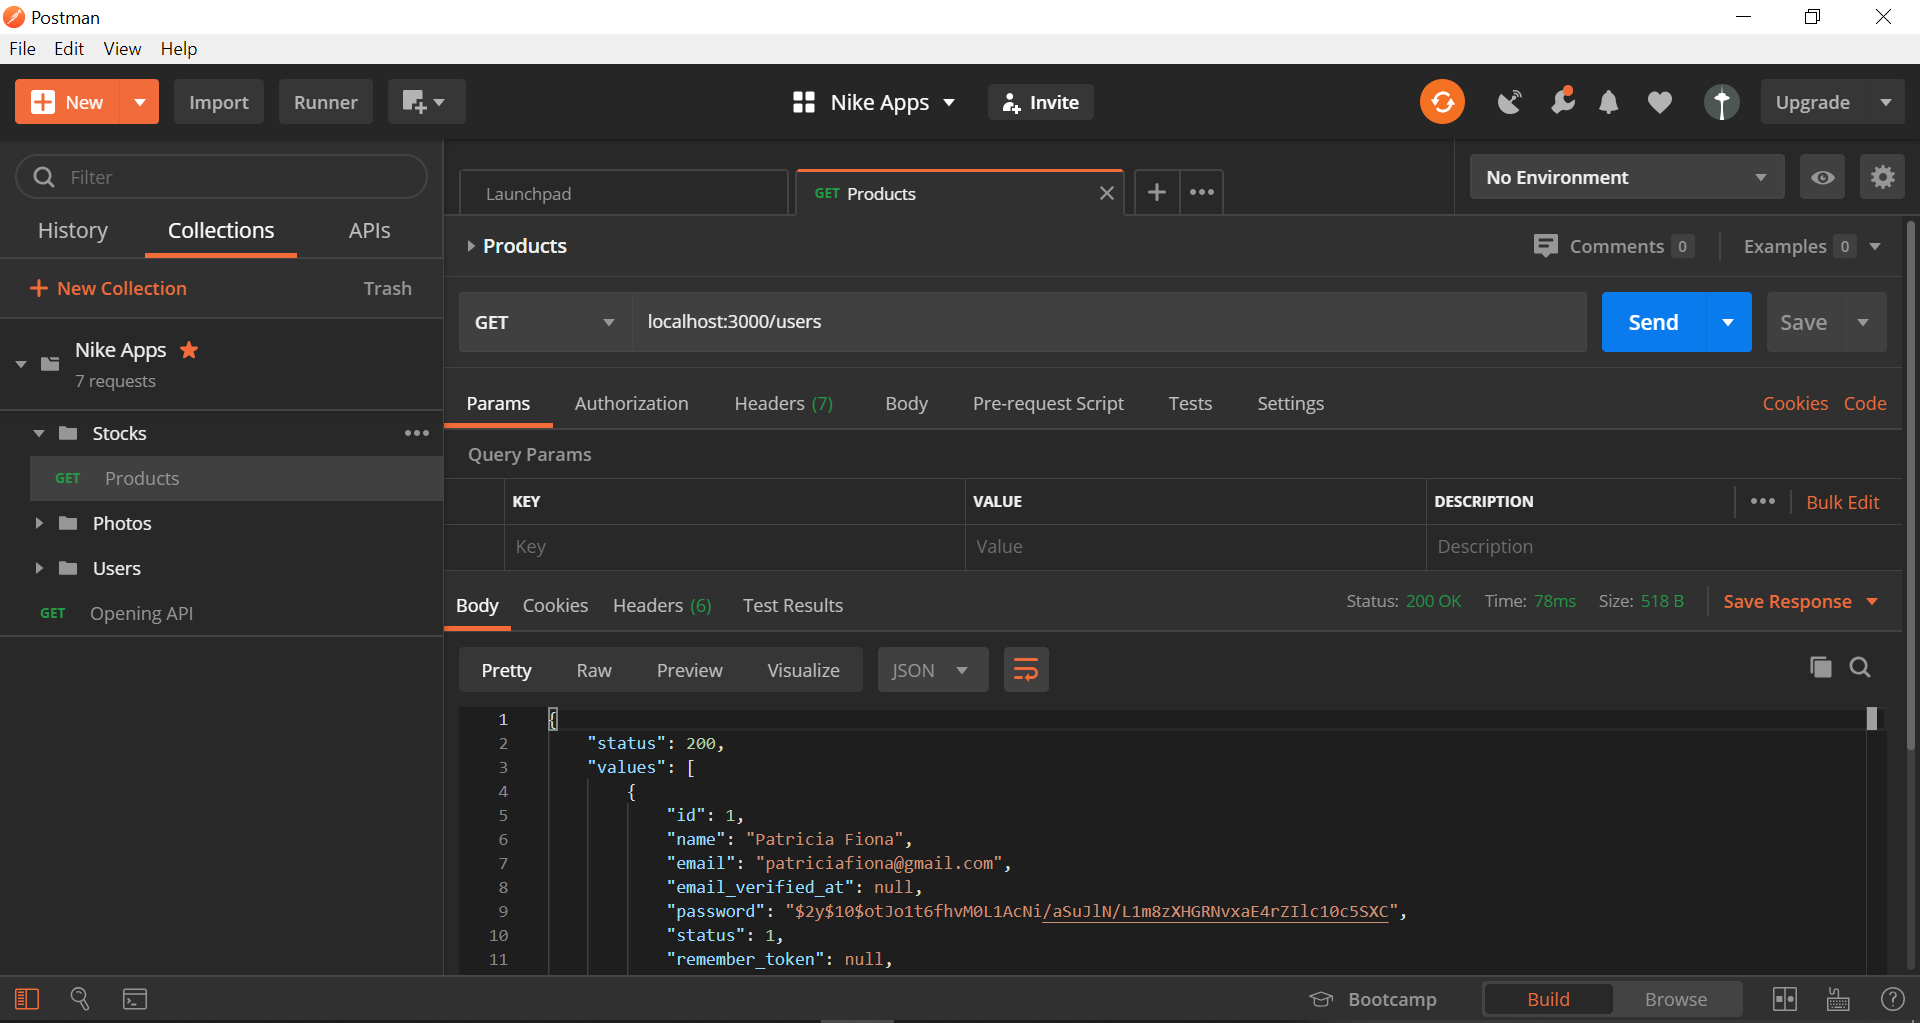 Postman
File Edit View Help
New Import Runner Nike Apps Invite Upgrade
Filter
History Collections APIs
New Collection Trash
Nike Apps
7 requests
Stocks
GET Products
Photos
Users
GET Opening API
Launchpad GET Products No Environment
Products Comments 0 Examples 0
GET localhost:3000/users Send Save
Params Authorization Headers (7) Body Pre-request Script Tests Settings Cookies Code
Query Params
KEY VALUE DESCRIPTION Bulk Edit
Key Value Description
Body Cookies Headers (6) Test Results Status: 200 OK Time: 78ms Size: 518 B Save Response
Pretty Raw Preview Visualize JSON
1 {
2 "status": 200,
3 "values": [
4 {
5 "id": 1,
6 "name": "Patricia Fiona",
7 "email": "patriciafiona@gmail.com",
8 "email_verified_at": null,
9 "password": "$2y$10$otJo1t6fhvM0L1AcNi/aSuJlN/L1m8zXHGRNvxaE4rZIlc10c5SXC",
10 "status": 1,
11 "remember_token": null,
Bootcamp Build Browse